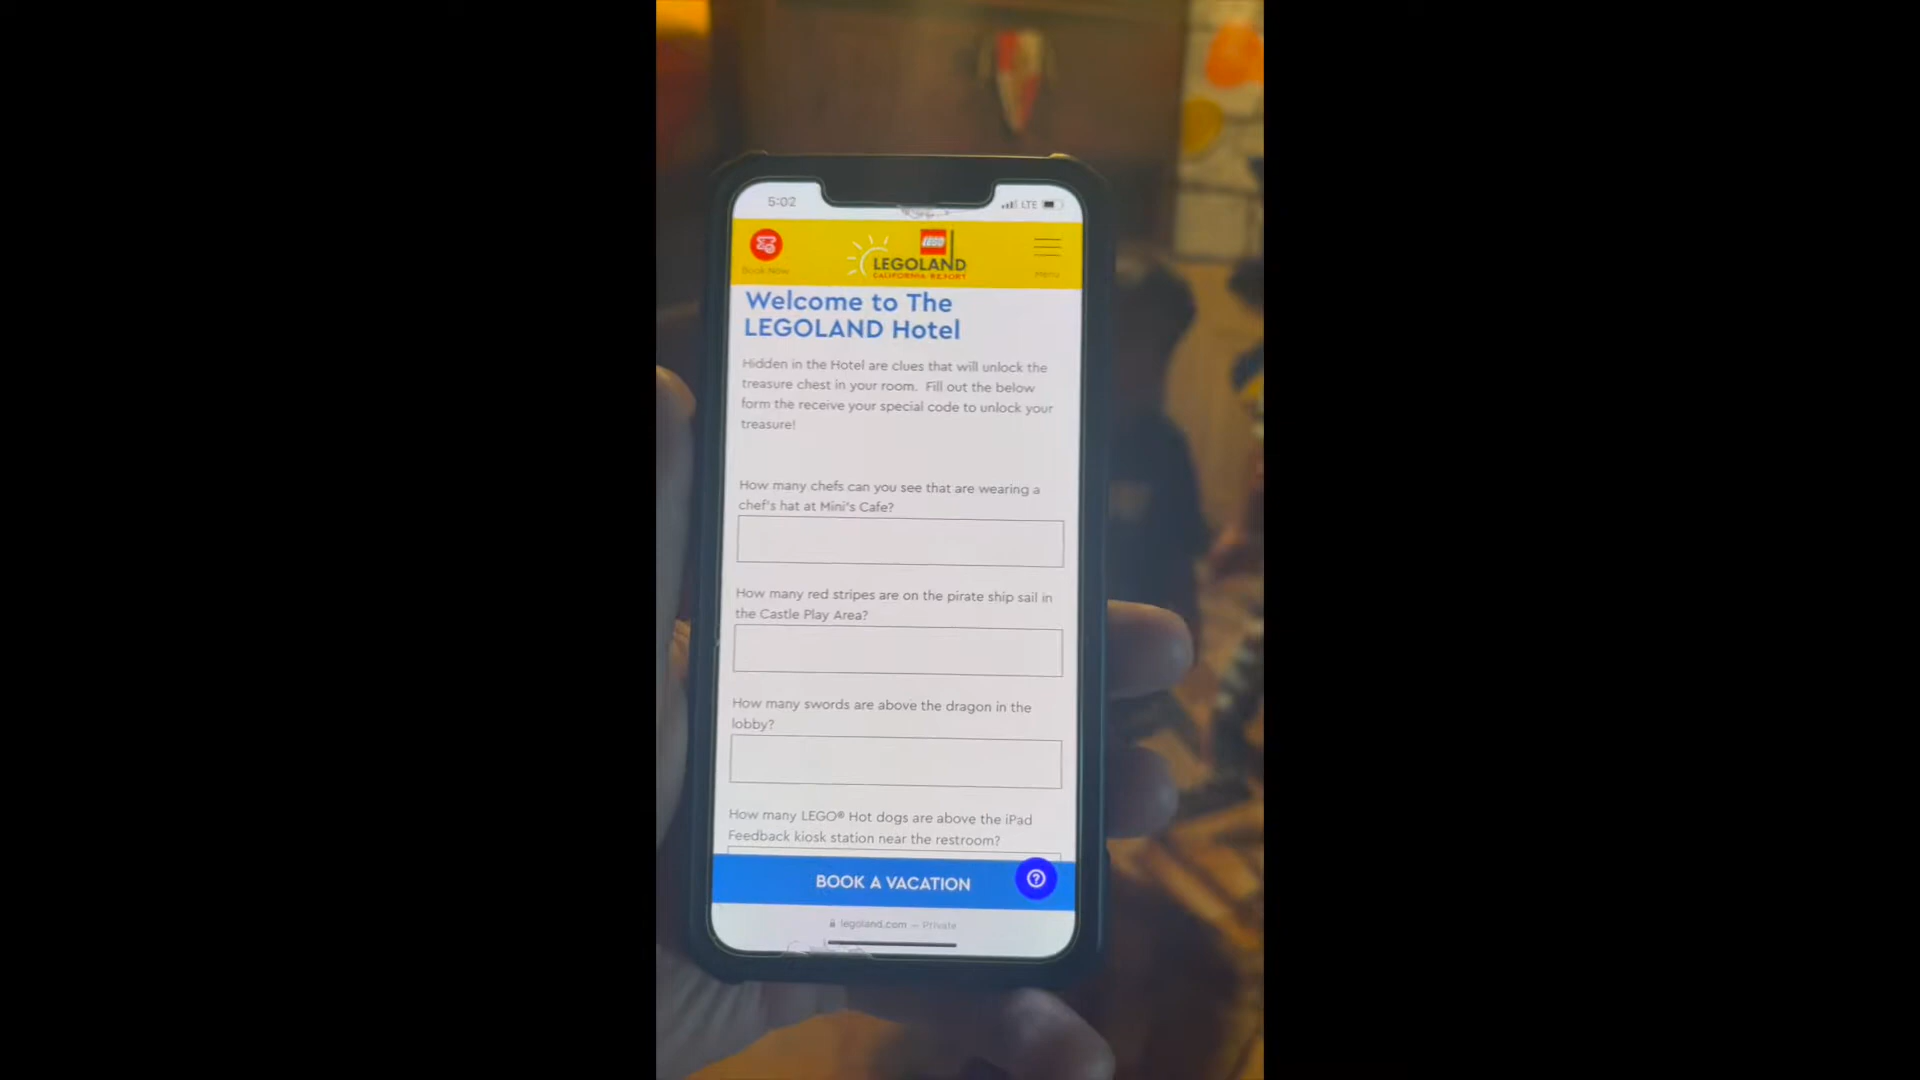 5:02
LTE
Book Now
LEGO
LEGOLAND
CALIFORNIA RESORT
Menu
Welcome to The
LEGOLAND Hotel
Hidden in the Hotel are clues that will unlock the
treasure chest in your room. Fill out the below
form the receive your special code to unlock your
treasure!
How many chefs can you see that are wearing a
chef's hat at Mini's Cafe?
How many red stripes are on the pirate ship sail in
the Castle Play Area?
How many swords are above the dragon in the
lobby?
How many LEGO® Hot dogs are above the iPad
Feedback kiosk station near the restroom?
BOOK A VACATION
?
legoland.com — Private